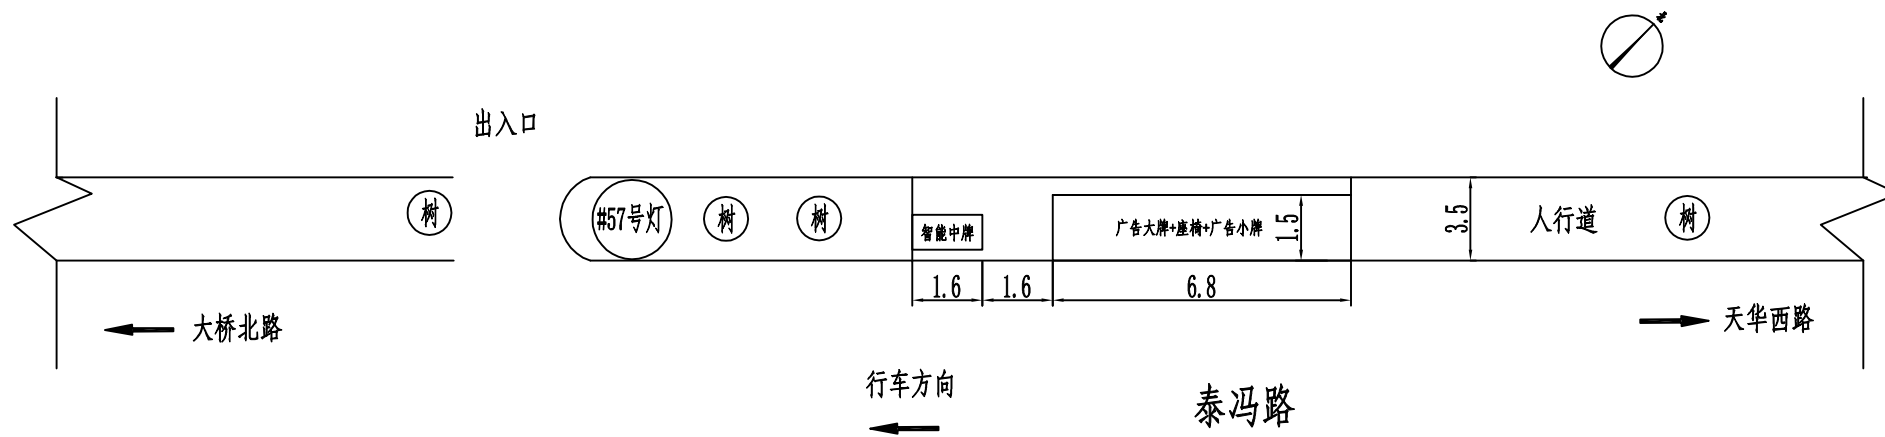 北
出入口
树
#57号灯
树
树
智能中牌
广告大牌+座椅+广告小牌
1.5
3.5
人行道
树
1.6
1.6
6.8
大桥北路
天华西路
行车方向
泰冯路